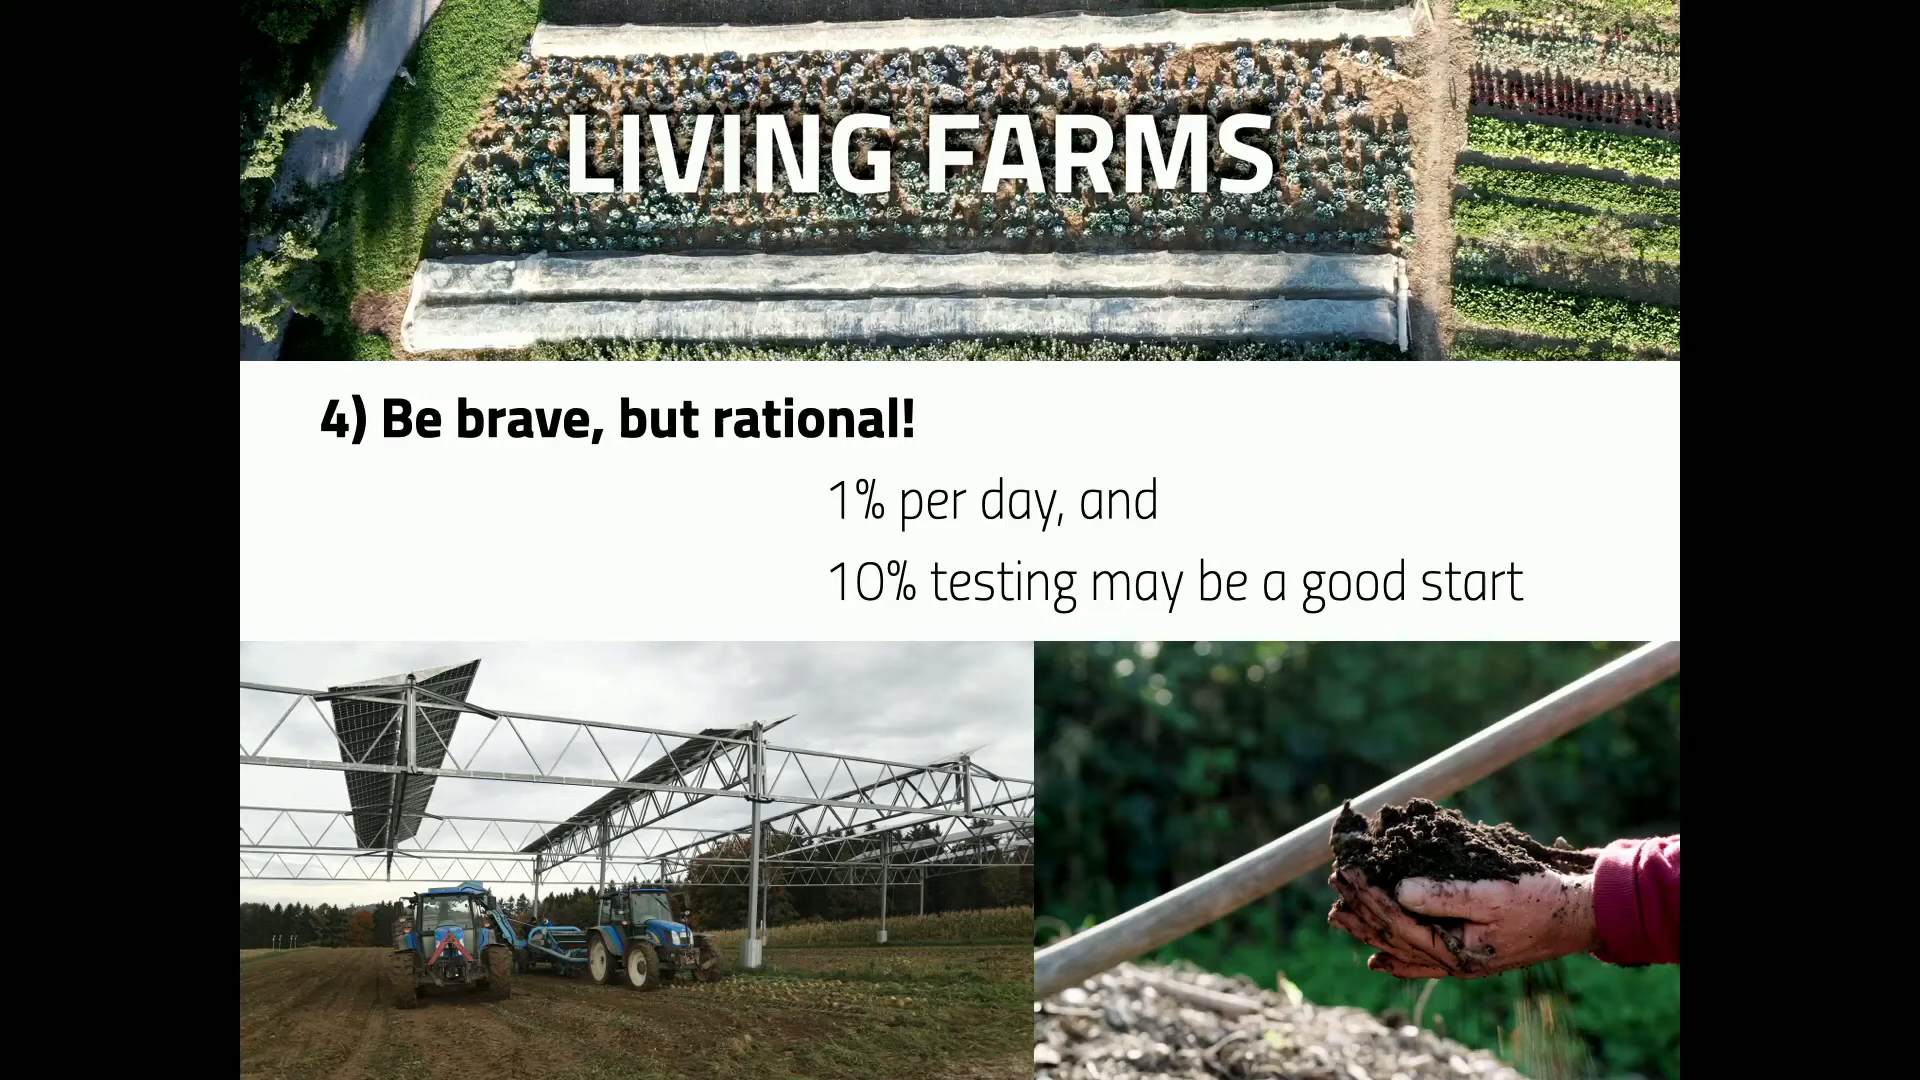 LIVING FARMS
4) Be brave, but rational!
1% per day, and
10% testing may be a good start